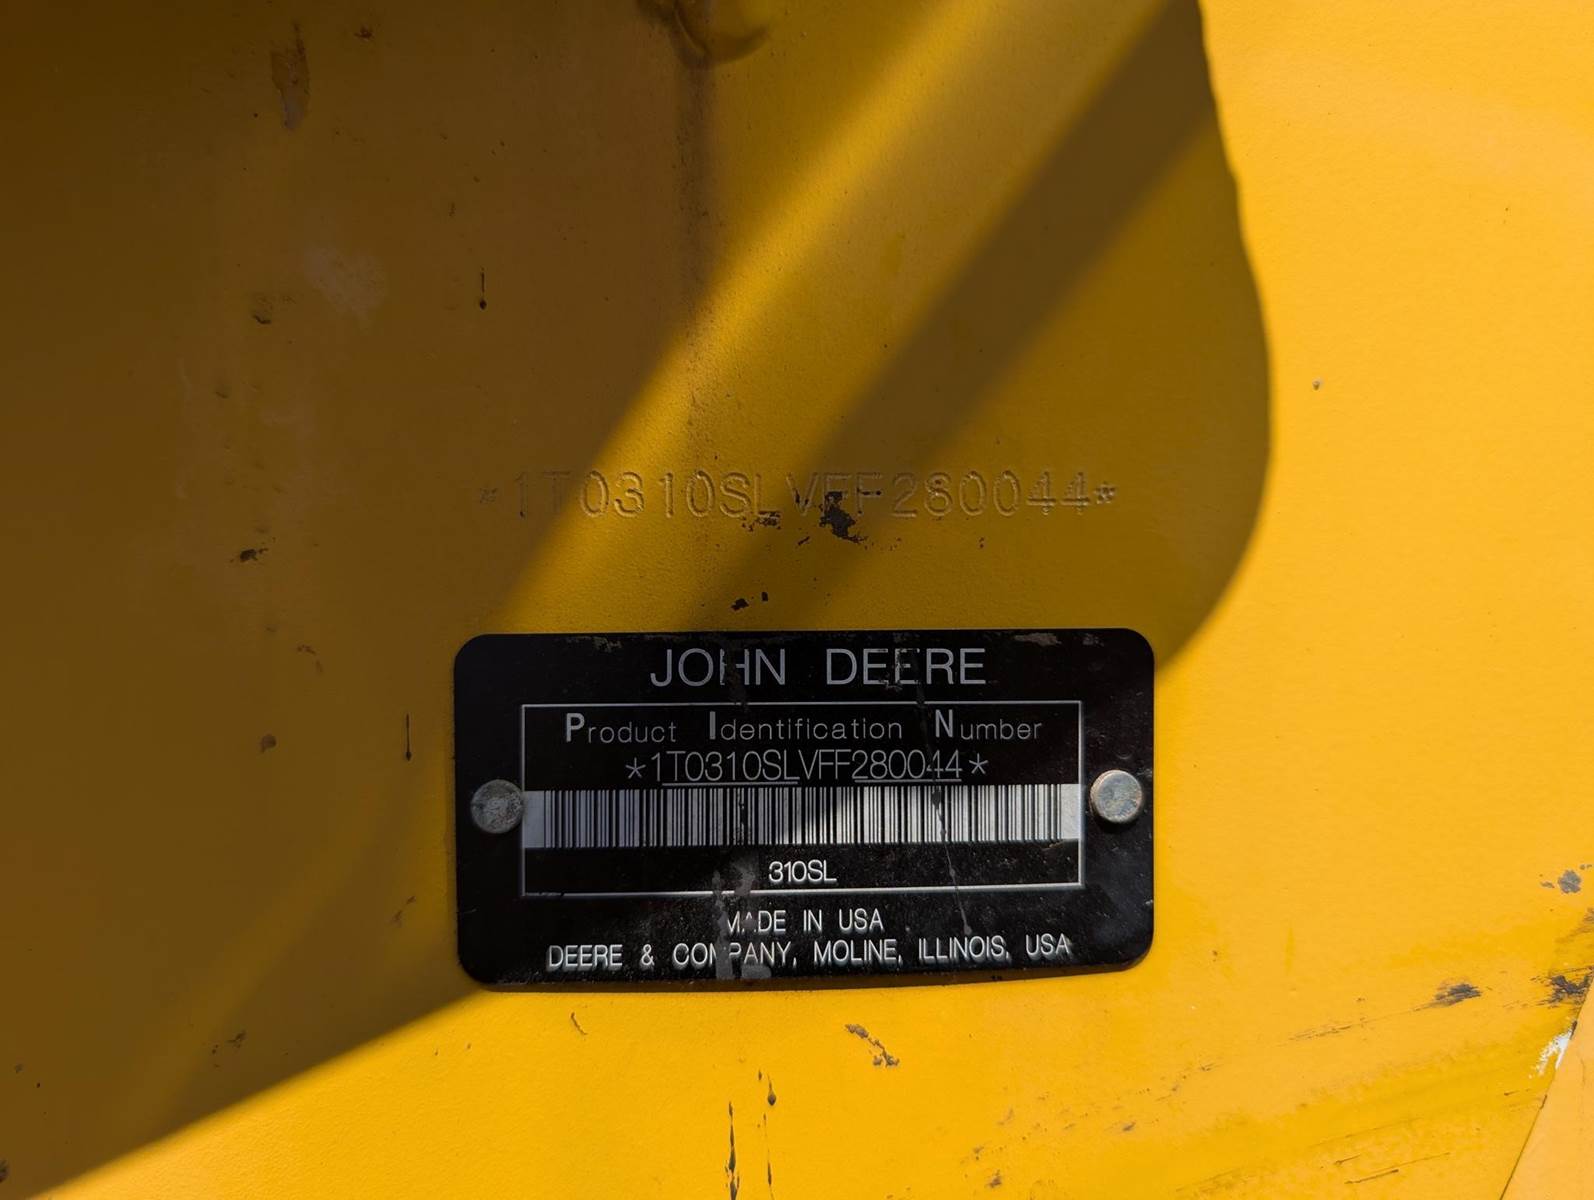 *1T0310SLVFF280044*
JOHN DEERE
Product Identification Number
*1T0310SLVFF280044*
310SL
MADE IN USA
DEERE & COMPANY, MOLINE, ILLINOIS, USA